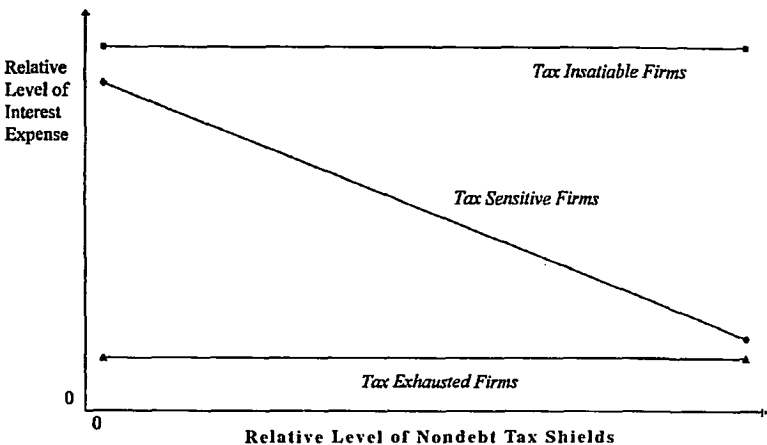 Relative
Level of
Interest
Expense
Tax Insatiable Firms
Tax Sensitive Firms
Tax Exhausted Firms
0
0
Relative Level of Nondebt Tax Shields